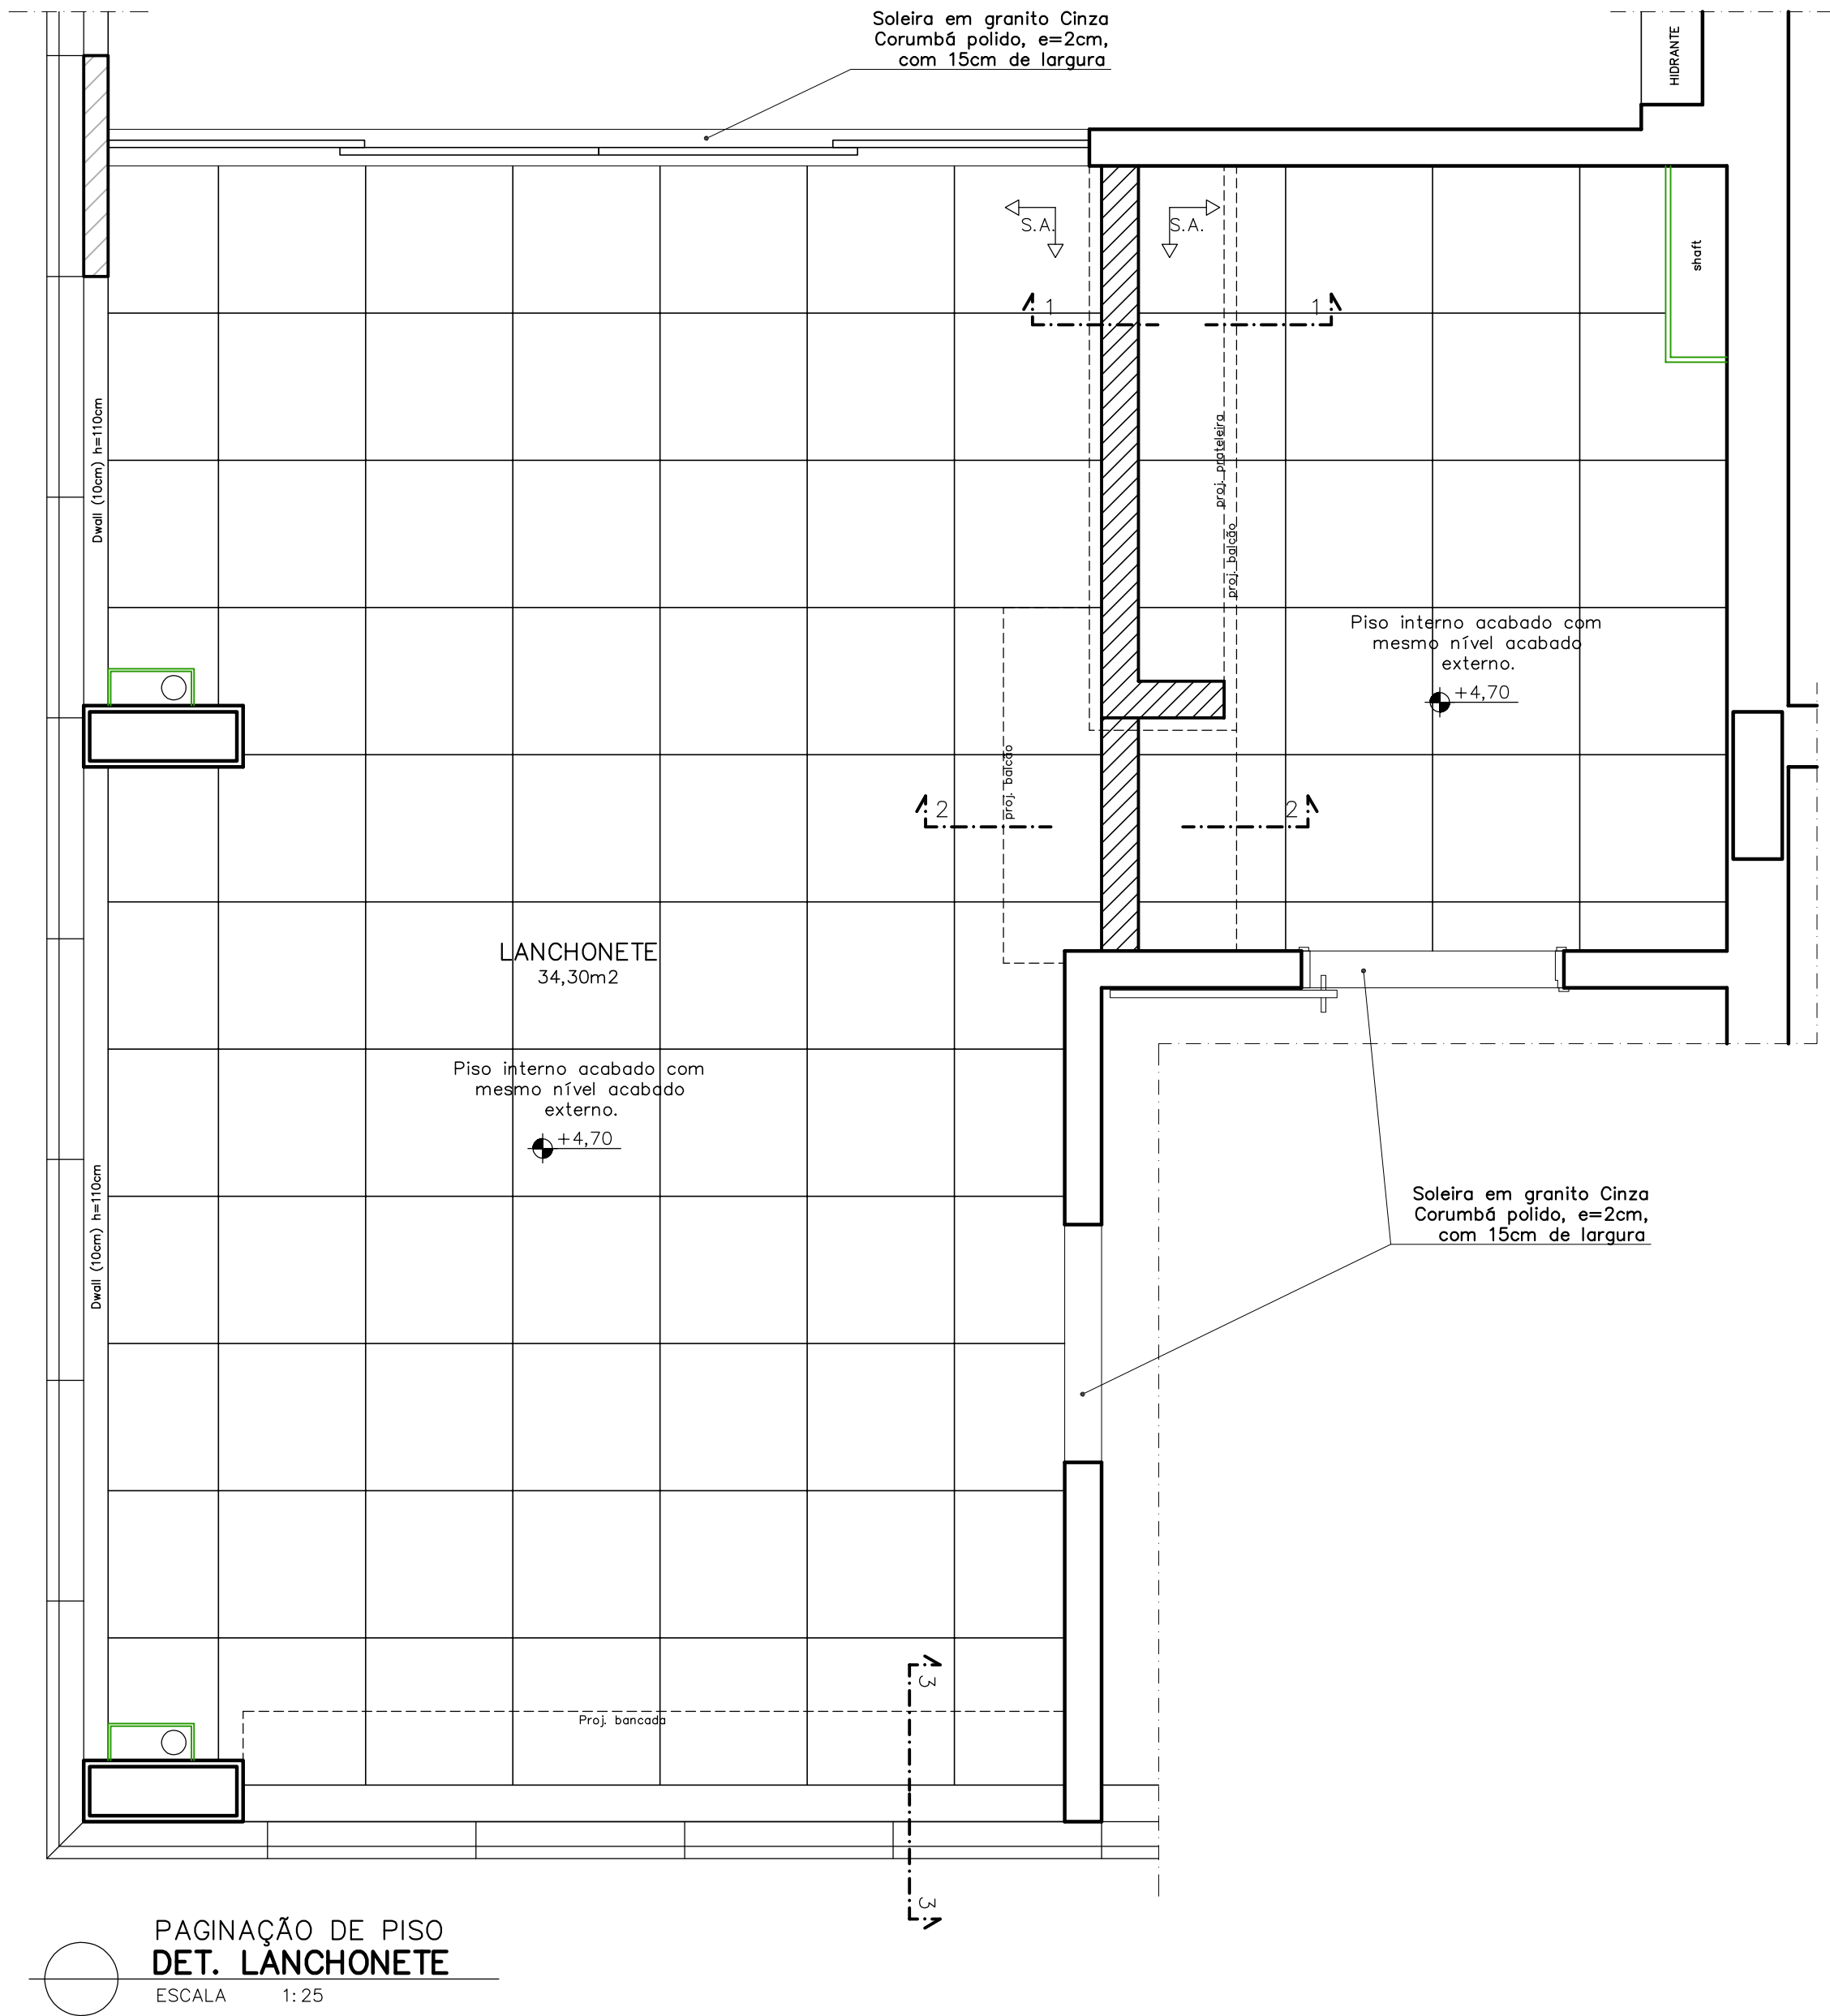 Soleira em granito Cinza
Corumbá polido, e=2cm,
com 15cm de largura
HIDRANTE
S.A.
S.A.
shaft
1
1
Dwall (10cm) h=110cm
proj. prateleira
proj. balcão
Piso interno acabado com
mesmo nível acabado
externo.
+4,70
proj. balcão
2
2
LANCHONETE
34,30m2
Piso interno acabado com
mesmo nível acabado
externo.
+4,70
Dwall (10cm) h=110cm
Soleira em granito Cinza
Corumbá polido, e=2cm,
com 15cm de largura
3
Proj. bancada
3
PAGINAÇÃO DE PISO
DET. LANCHONETE
ESCALA 1:25